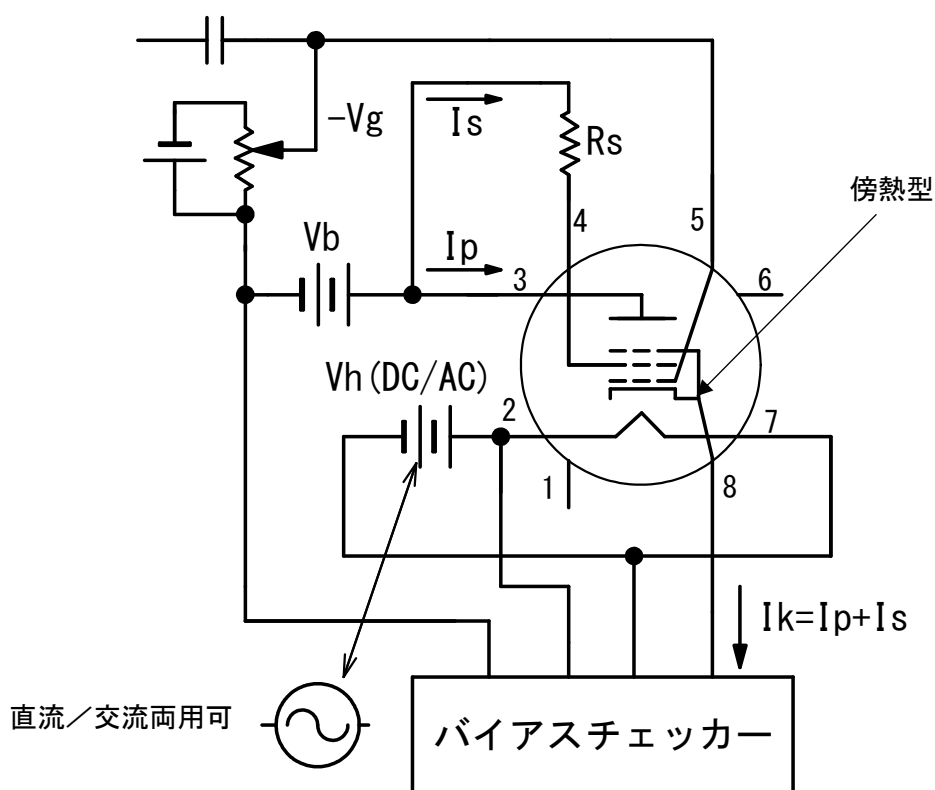 -Vg
Is
Rs
傍熱型
4
5
Vb
Ip
3
6
Vh(DC/AC)
2
7
1
8
Ik=Ip+Is
直流／交流両用可
バイアスチェッカー